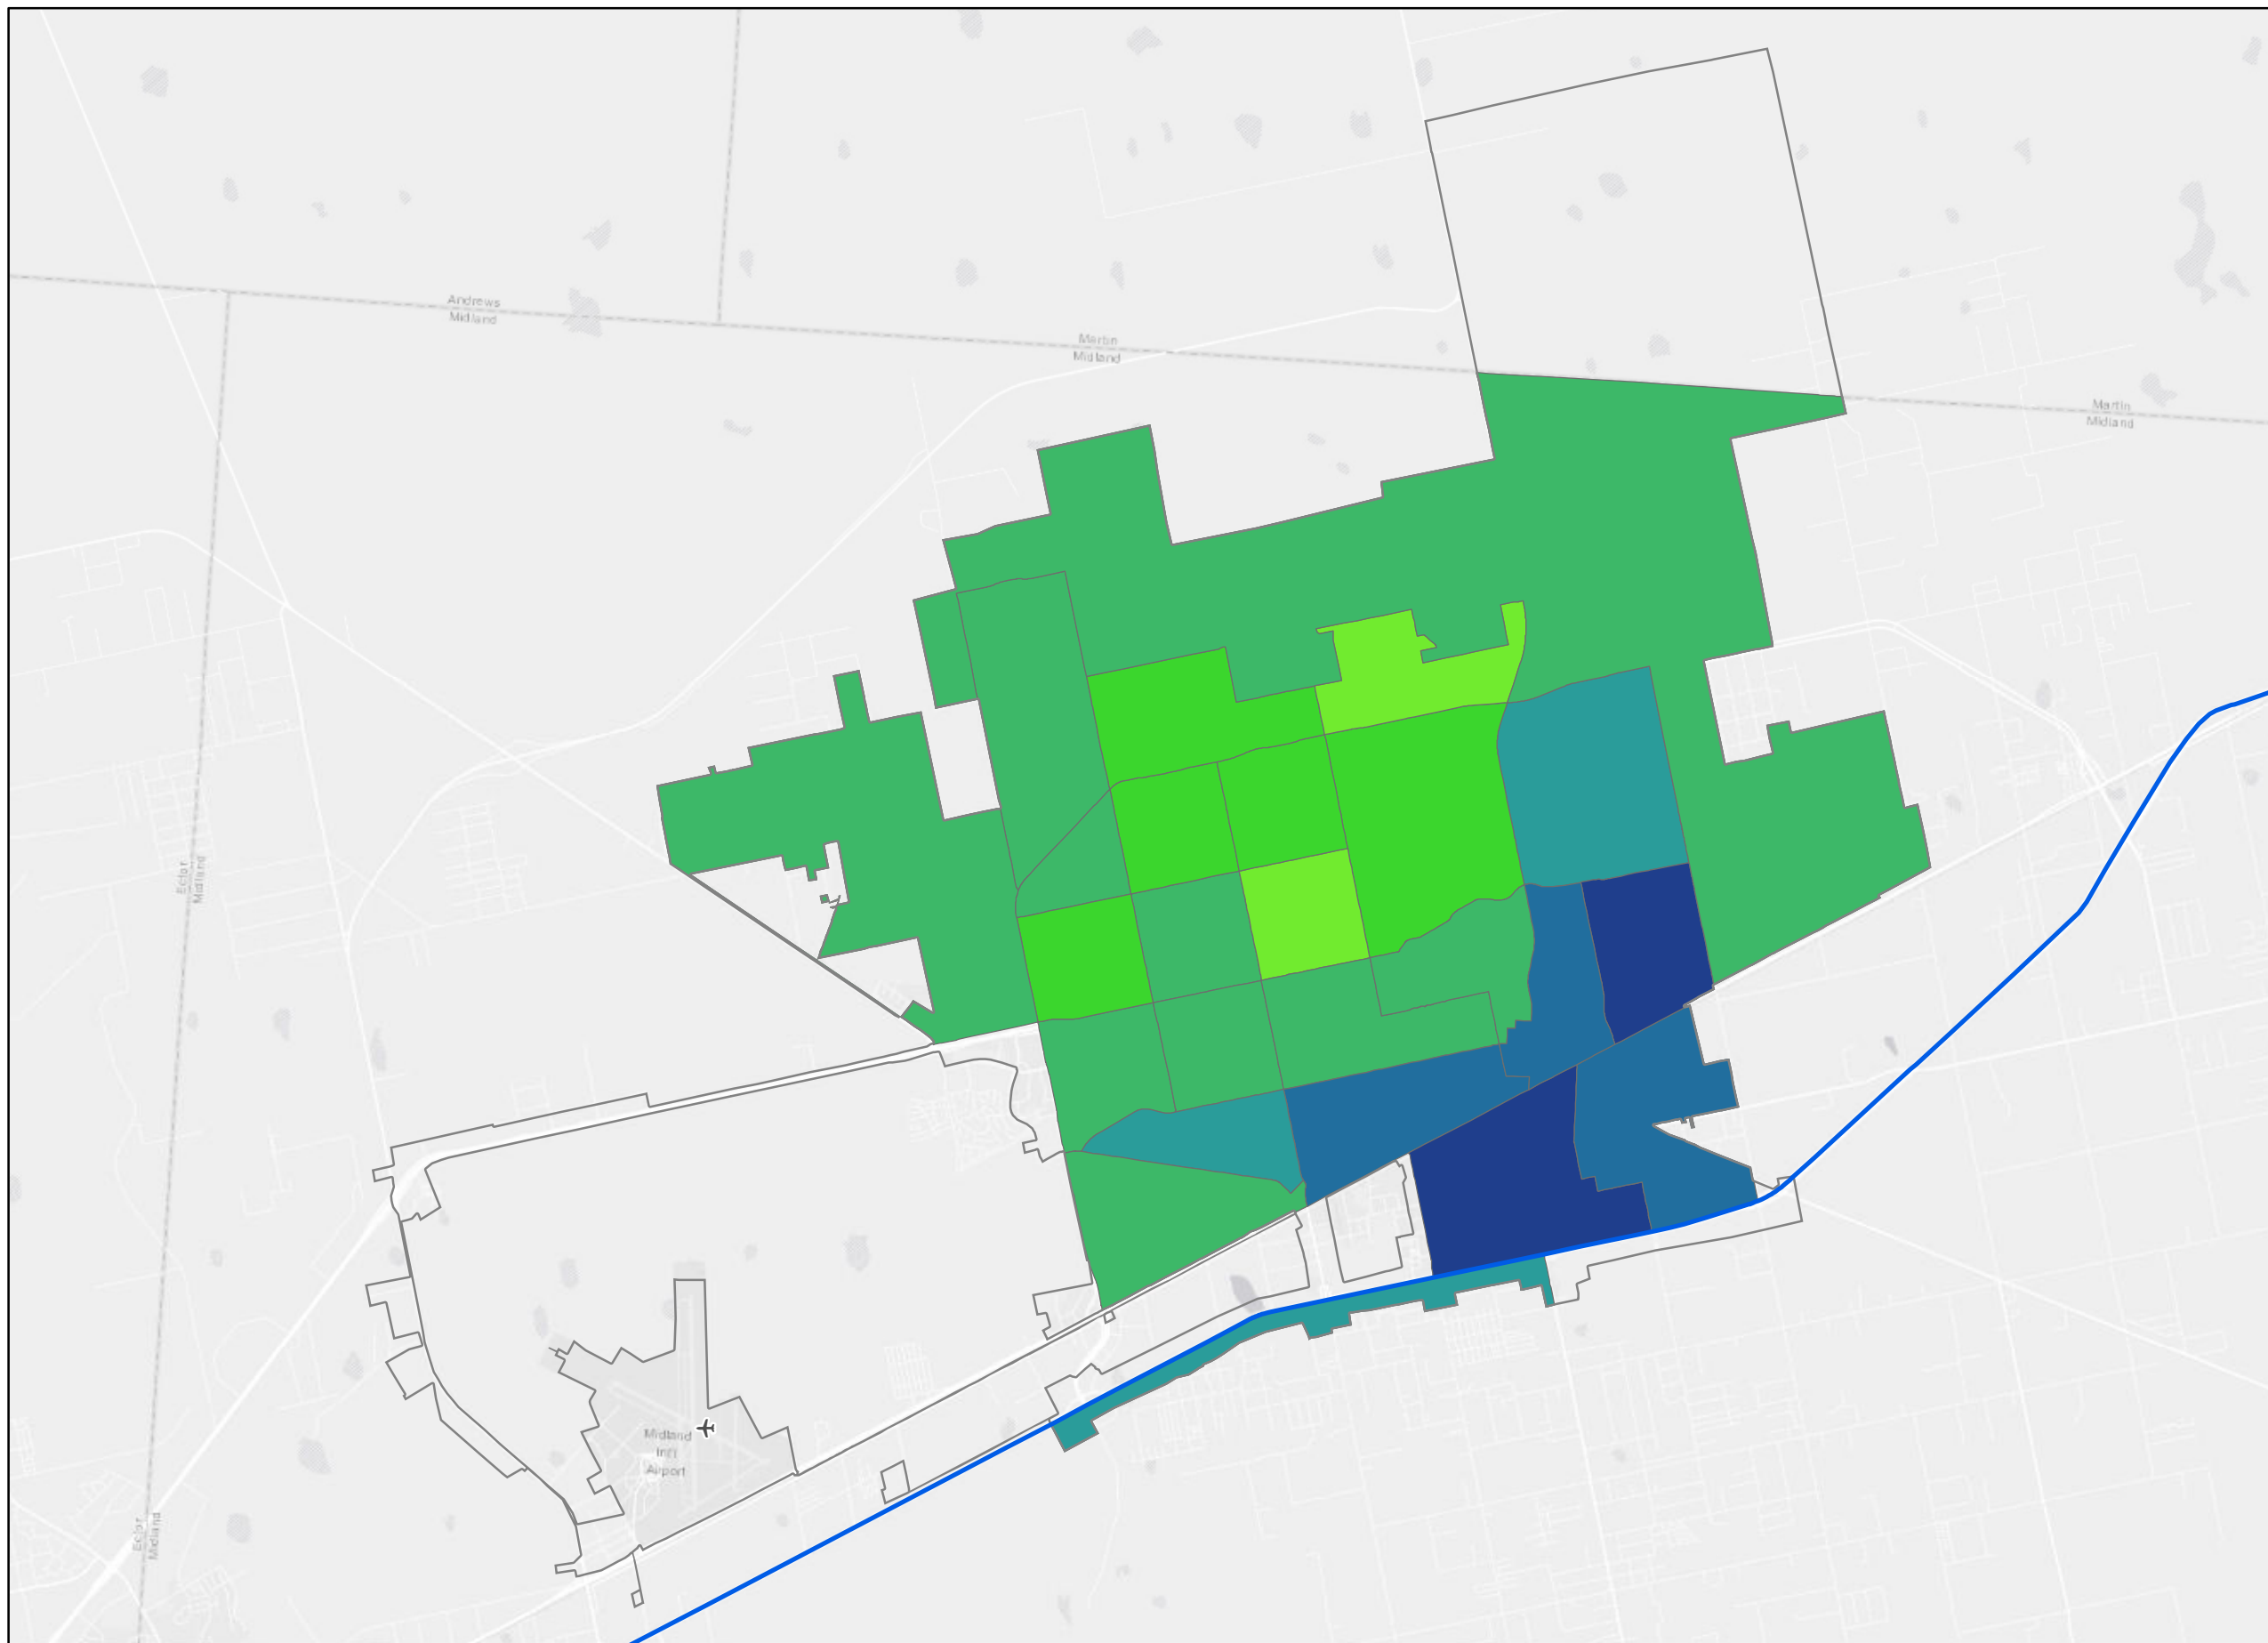 Andrews
Midland
Martin
Midland
Martin
Midland
Ector
Midland
Midland
Int'l
Airport
Ector
Midland